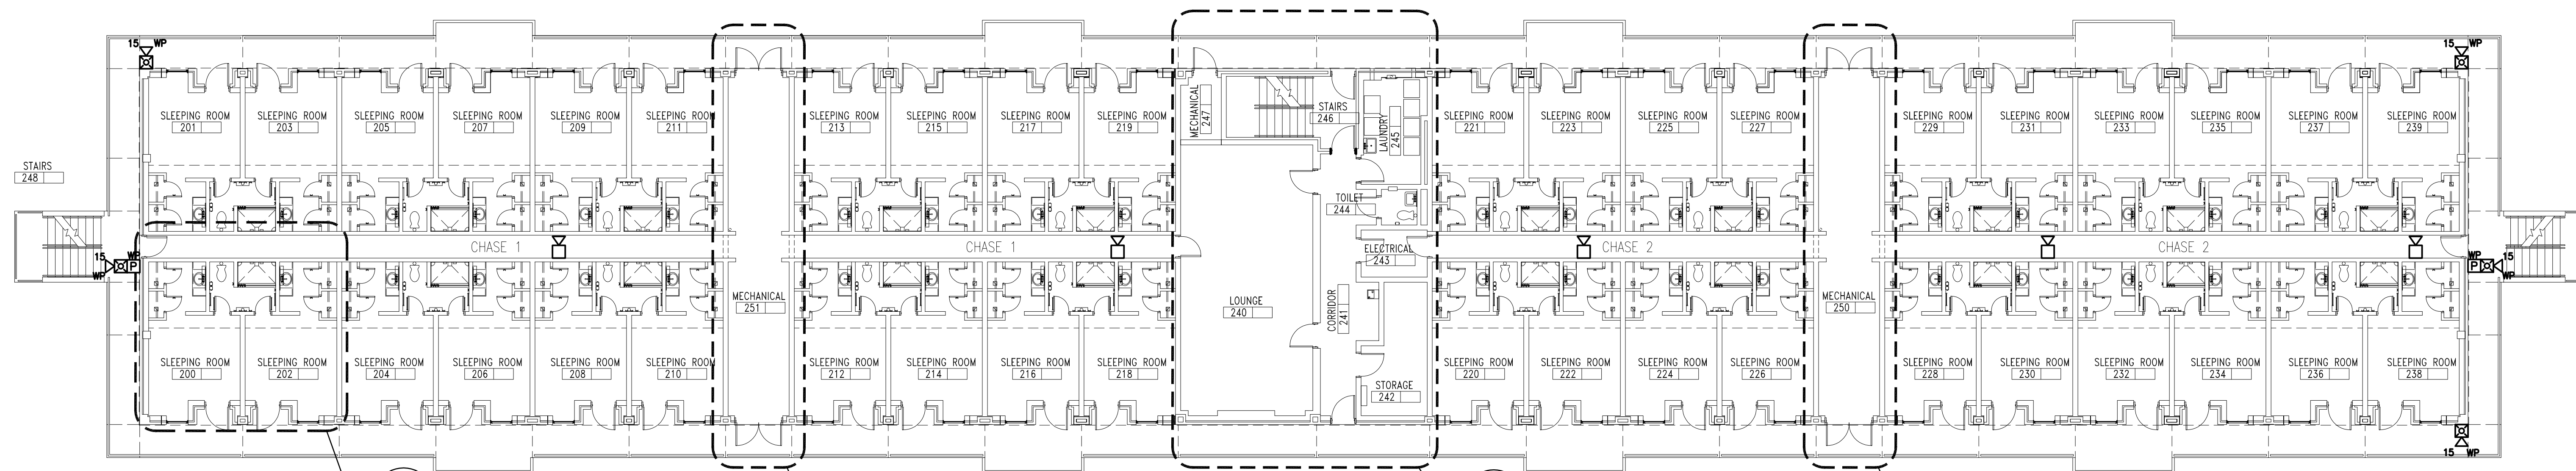 15 WP
15 WP
SLEEPING ROOM
201
SLEEPING ROOM
203
SLEEPING ROOM
205
SLEEPING ROOM
207
SLEEPING ROOM
209
SLEEPING ROOM
211
SLEEPING ROOM
213
SLEEPING ROOM
215
SLEEPING ROOM
217
SLEEPING ROOM
219
MECHANICAL
247
STAIRS
246
LAUNDRY
245
SLEEPING ROOM
221
SLEEPING ROOM
223
SLEEPING ROOM
225
SLEEPING ROOM
227
SLEEPING ROOM
229
SLEEPING ROOM
231
SLEEPING ROOM
233
SLEEPING ROOM
235
SLEEPING ROOM
237
SLEEPING ROOM
239
STAIRS
248
TOILET
244
CHASE 1
CHASE 1
ELECTRICAL
243
CHASE 2
CHASE 2
15
WP
WP
P
WP
P
15
WP
MECHANICAL
251
LOUNGE
240
CORRIDOR
241
MECHANICAL
250
SLEEPING ROOM
200
SLEEPING ROOM
202
SLEEPING ROOM
204
SLEEPING ROOM
206
SLEEPING ROOM
208
SLEEPING ROOM
210
SLEEPING ROOM
212
SLEEPING ROOM
214
SLEEPING ROOM
216
SLEEPING ROOM
218
STORAGE
242
SLEEPING ROOM
220
SLEEPING ROOM
222
SLEEPING ROOM
224
SLEEPING ROOM
226
SLEEPING ROOM
228
SLEEPING ROOM
230
SLEEPING ROOM
232
SLEEPING ROOM
234
SLEEPING ROOM
236
SLEEPING ROOM
238
15 WP